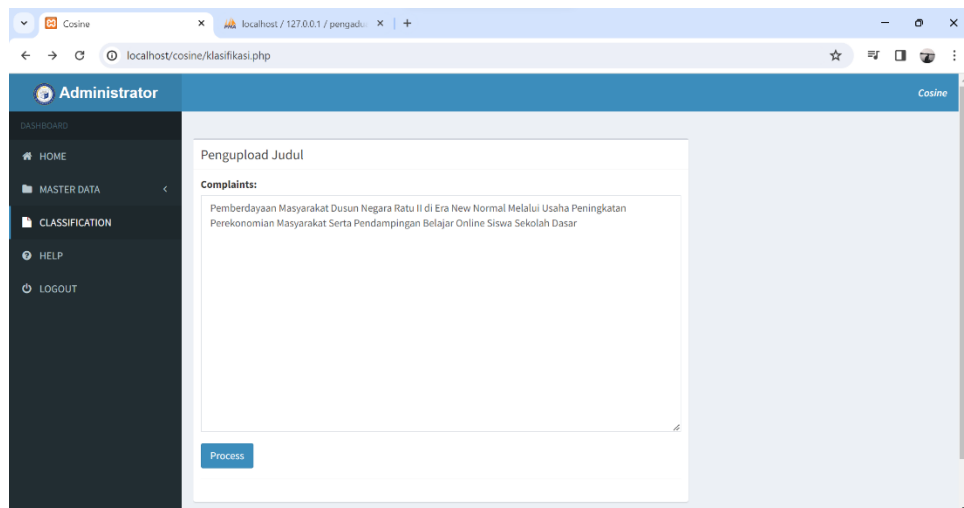 Cosine
localhost / 127.0.0.1 / pengadu
localhost/cosine/klasifikasi.php
Administrator
Cosine
DASHBOARD
HOME
MASTER DATA
CLASSIFICATION
HELP
LOGOUT
Pengupload Judul
Complaints:
Pemberdayaan Masyarakat Dusun Negara Ratu II di Era New Normal Melalui Usaha Peningkatan
Perekonomian Masyarakat Serta Pendampingan Belajar Online Siswa Sekolah Dasar
Process